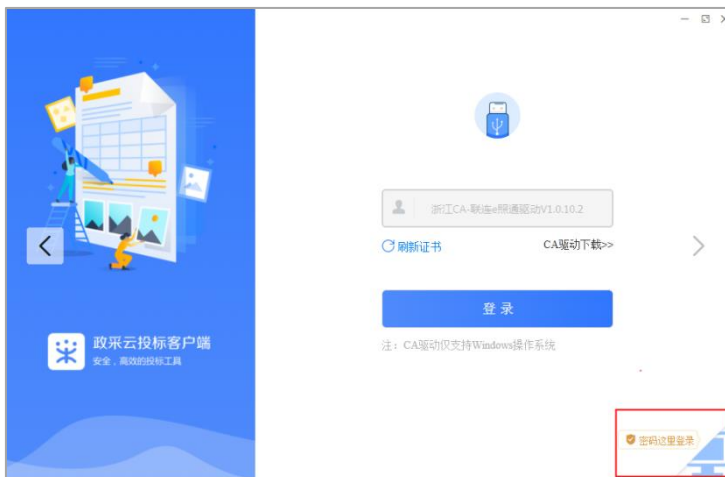 浙江CA-联连e照通驱动V1.0.10.2
刷新证书
CA驱动下载>>
登录
注：CA驱动仅支持Windows操作系统
政采云投标客户端
安全，高效的投标工具
密码这里登录